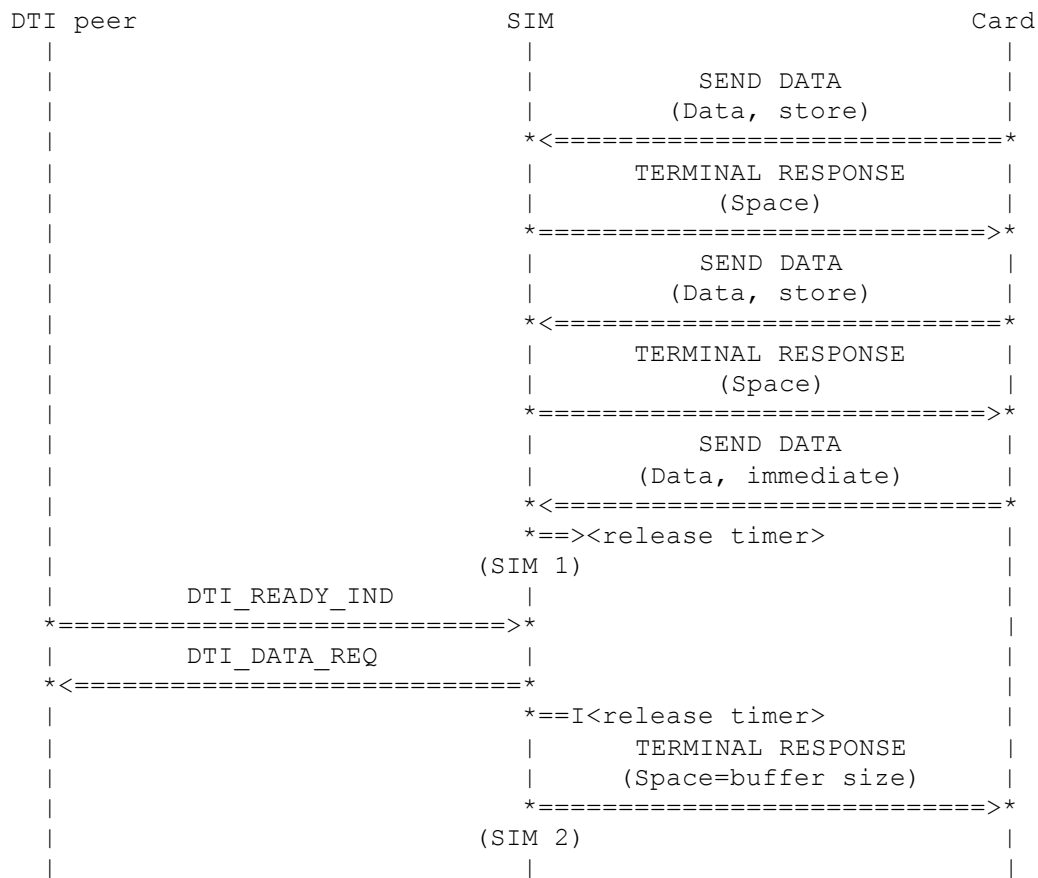 DTI peer                       SIM                          Card
  |                             |                             |
  |                             |          SEND DATA          |
  |                             |        (Data, store)        |
  |                             *<============================*
  |                             |      TERMINAL RESPONSE      |
  |                             |           (Space)           |
  |                             *============================>*
  |                             |          SEND DATA          |
  |                             |        (Data, store)        |
  |                             *<============================*
  |                             |      TERMINAL RESPONSE      |
  |                             |           (Space)           |
  |                             *============================>*
  |                             |          SEND DATA          |
  |                             |      (Data, immediate)      |
  |                             *<============================*
  |                             *==><release timer>           |
  |                          (SIM 1)                          |
  |        DTI_READY_IND        |                             |
  *============================>*                             |
  |        DTI_DATA_REQ         |                             |
  *<============================*                             |
  |                             *==I<release timer>           |
  |                             |      TERMINAL RESPONSE      |
  |                             |     (Space=buffer size)     |
  |                             *============================>*
  |                          (SIM 2)                          |
  |                             |                             |